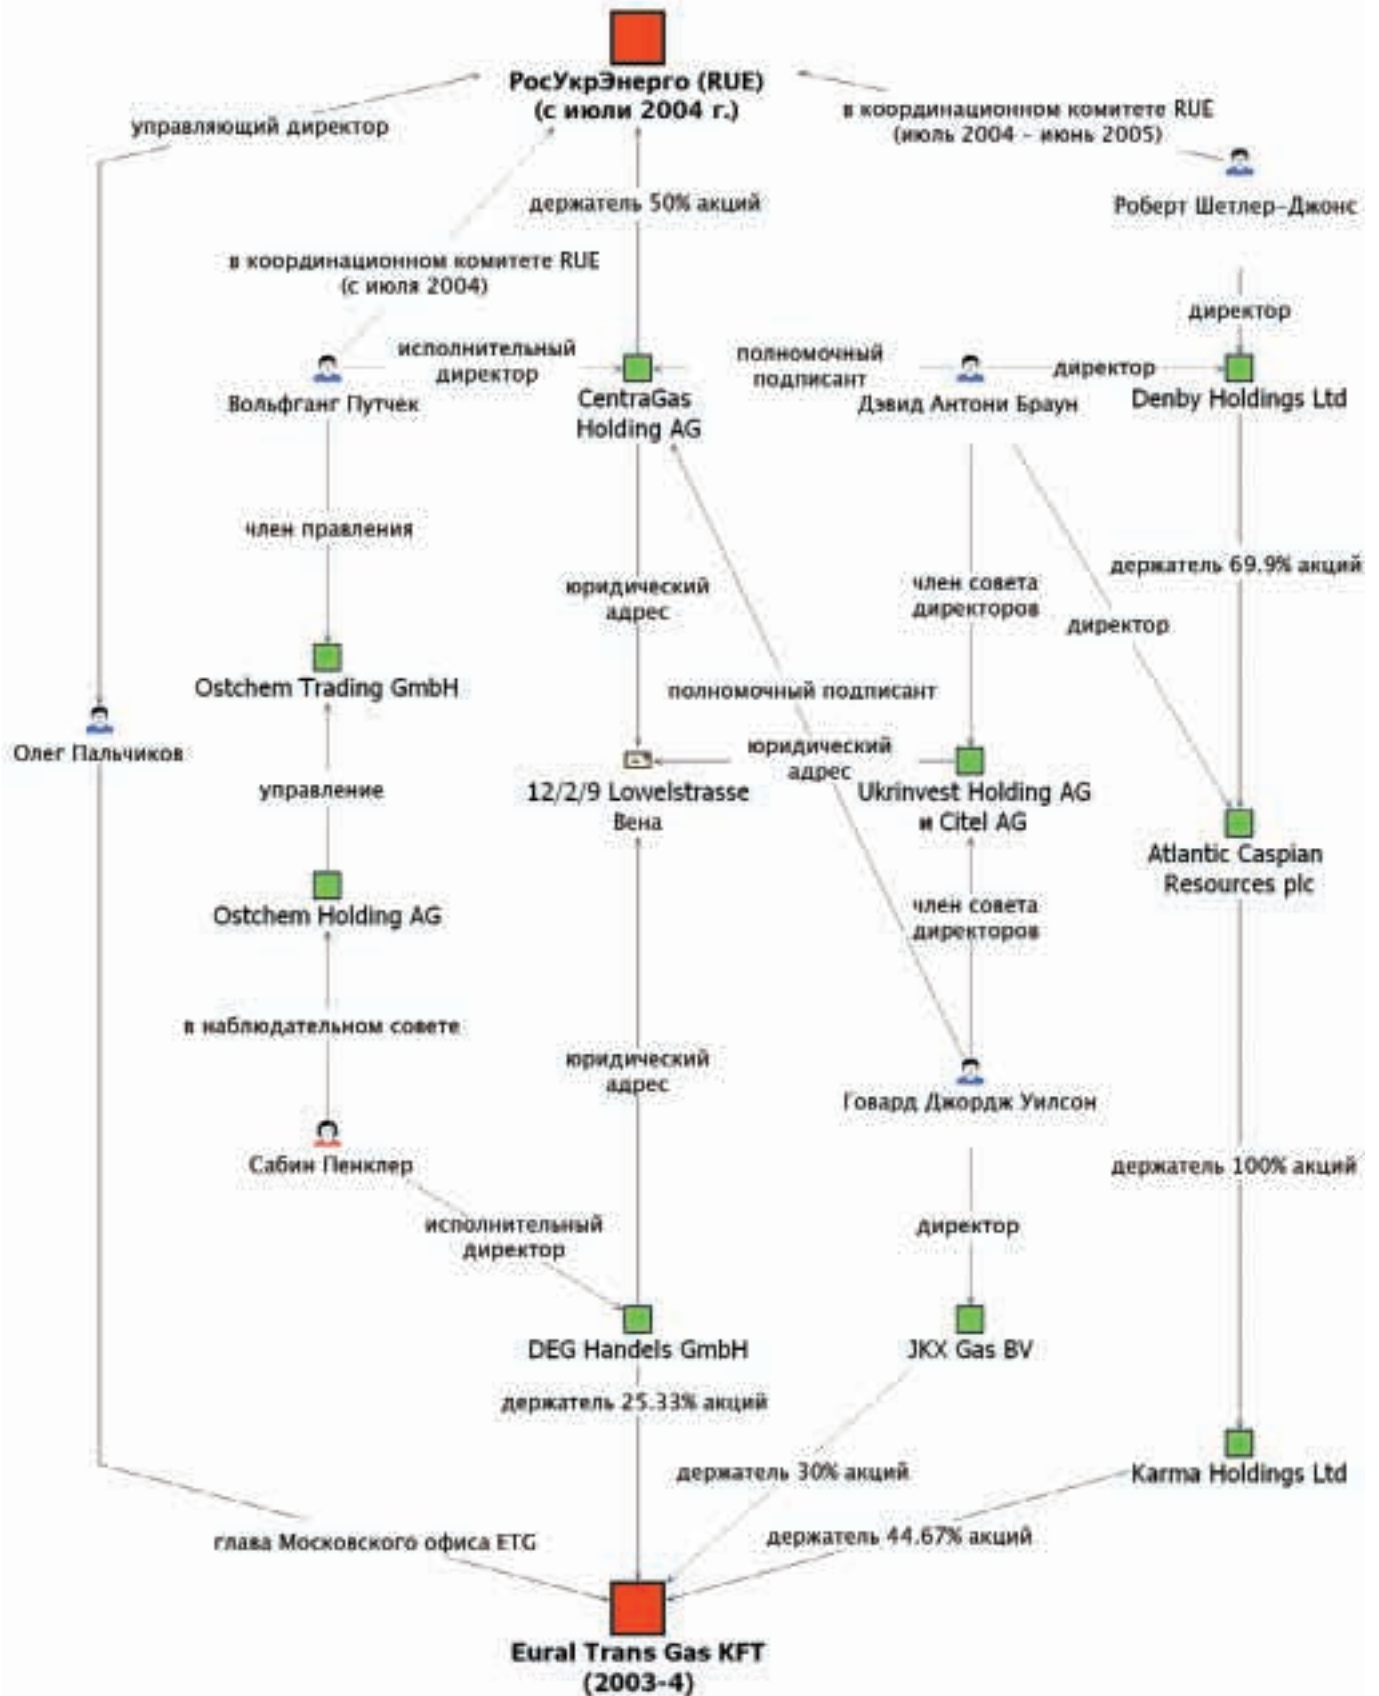 РосУкрЭнерго (RUE)
(с июли 2004 г.)
управляющий директор
в координационном комитете RUE
(июль 2004 - июнь 2005)
Роберт Шетлер-Джонс
держатель 50% акций
в координационном комитете RUE
(с июля 2004)
директор
исполнительный
директор
полномочный
подписант
директор
Вольфганг Путчек
CentraGas
Holding AG
Дэвид Антони Браун
Denby Holdings Ltd
член правления
держатель 69.9% акций
юридический
адрес
член совета
директоров
директор
Ostchem Trading GmbH
полномочный подписант
Олег Пальчиков
юридический
адрес
управление
12/2/9 Lowelstrasse
Вена
Ukrinvest Holding AG
и Citel AG
Atlantic Caspian
Resources plc
Ostchem Holding AG
член совета
директоров
в наблюдательном совете
юридический
адрес
Говард Джордж Уилсон
Сабин Пенклер
держатель 100% акций
исполнительный
директор
директор
DEG Handels GmbH
JKX Gas BV
держатель 25.33% акций
держатель 30% акций
Karma Holdings Ltd
глава Московского офиса ETG
держатель 44.67% акций
Eural Trans Gas KFT
(2003-4)